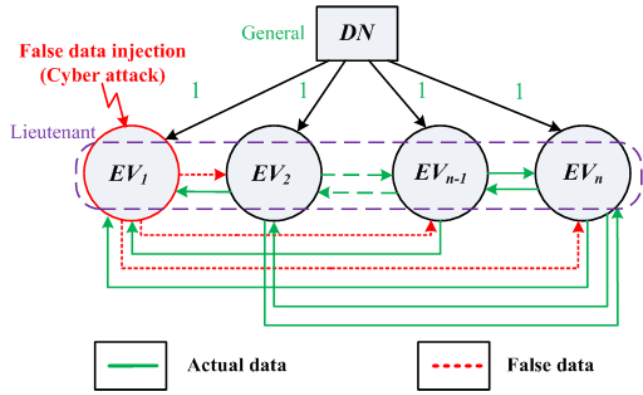 General
DN
False data injection
(Cyber attack)
1
1
1
1
Lieutenant
EV1
EV2
EVn-1
EVn
Actual data
False data